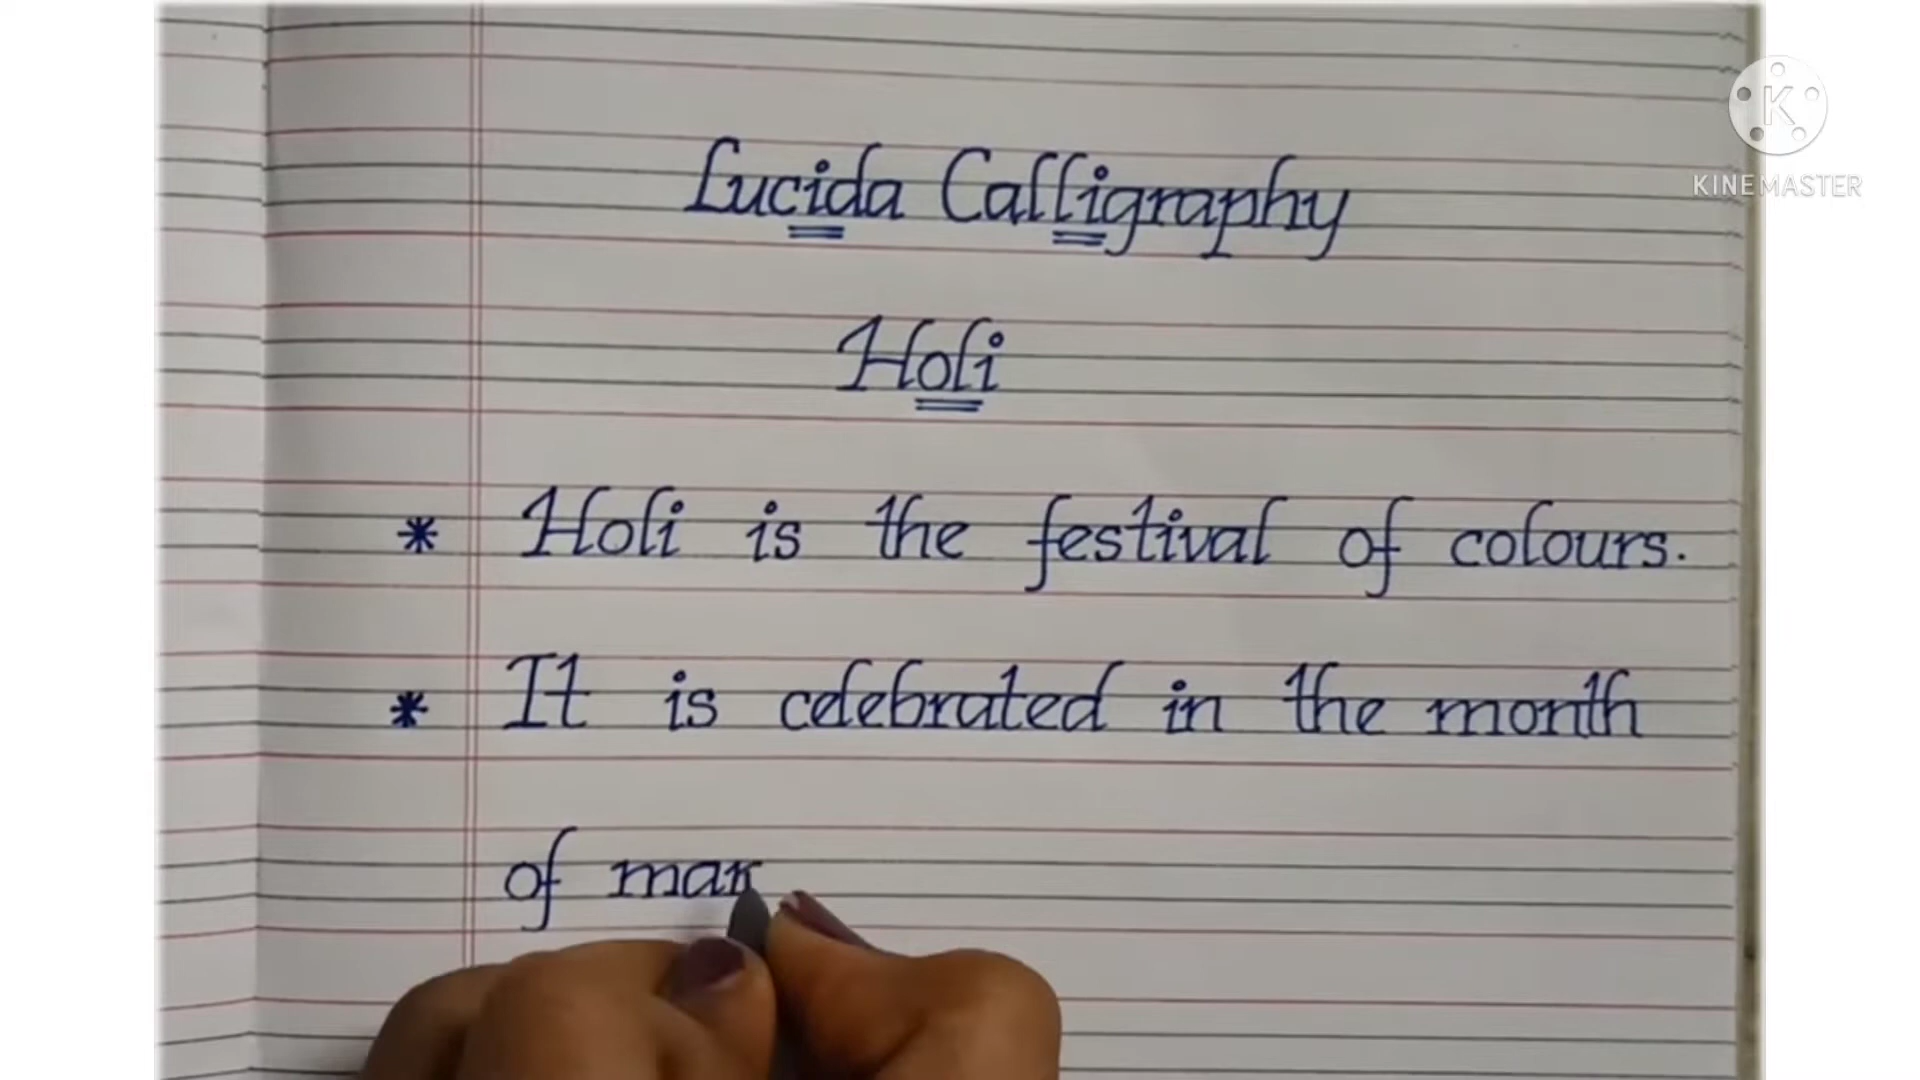 Lucida Calligraphy
KINEMASTER
Holi
* Holi is the festival of colours.
* It is celebrated in the month
of mar